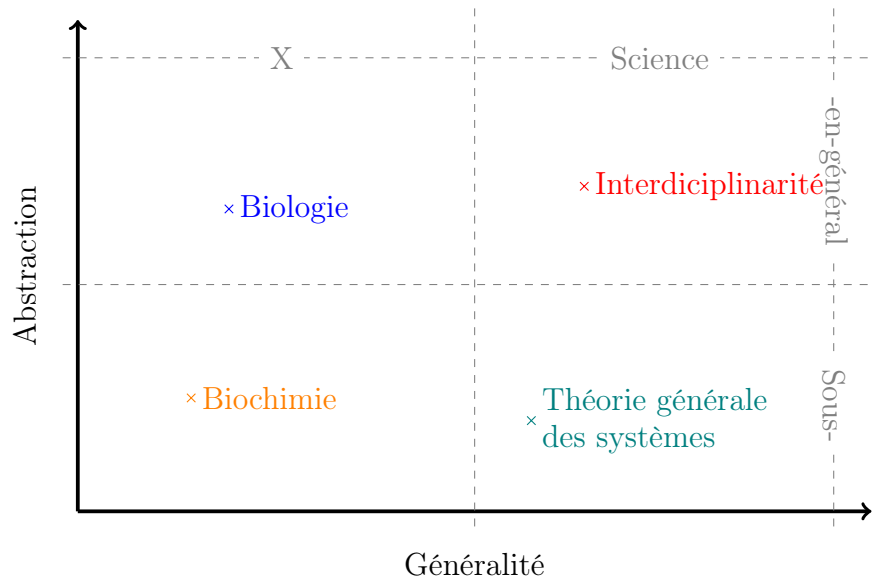 X
Science
-en-général
Interdiciplinarité
Biologie
Abstraction
Biochimie
Théorie générale
des systèmes
Sous-
Généralité